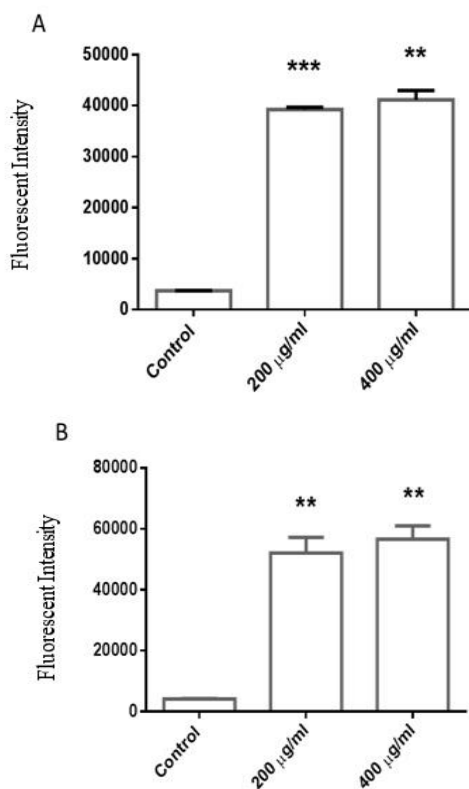 A
Fluorescent Intensity
50000
40000
30000
20000
10000
0
***
**
Control
200 µg/ml
400 µg/ml
B
Fluorescent Intensity
80000
60000
40000
20000
0
**
**
Control
200 µg/ml
400 µg/ml